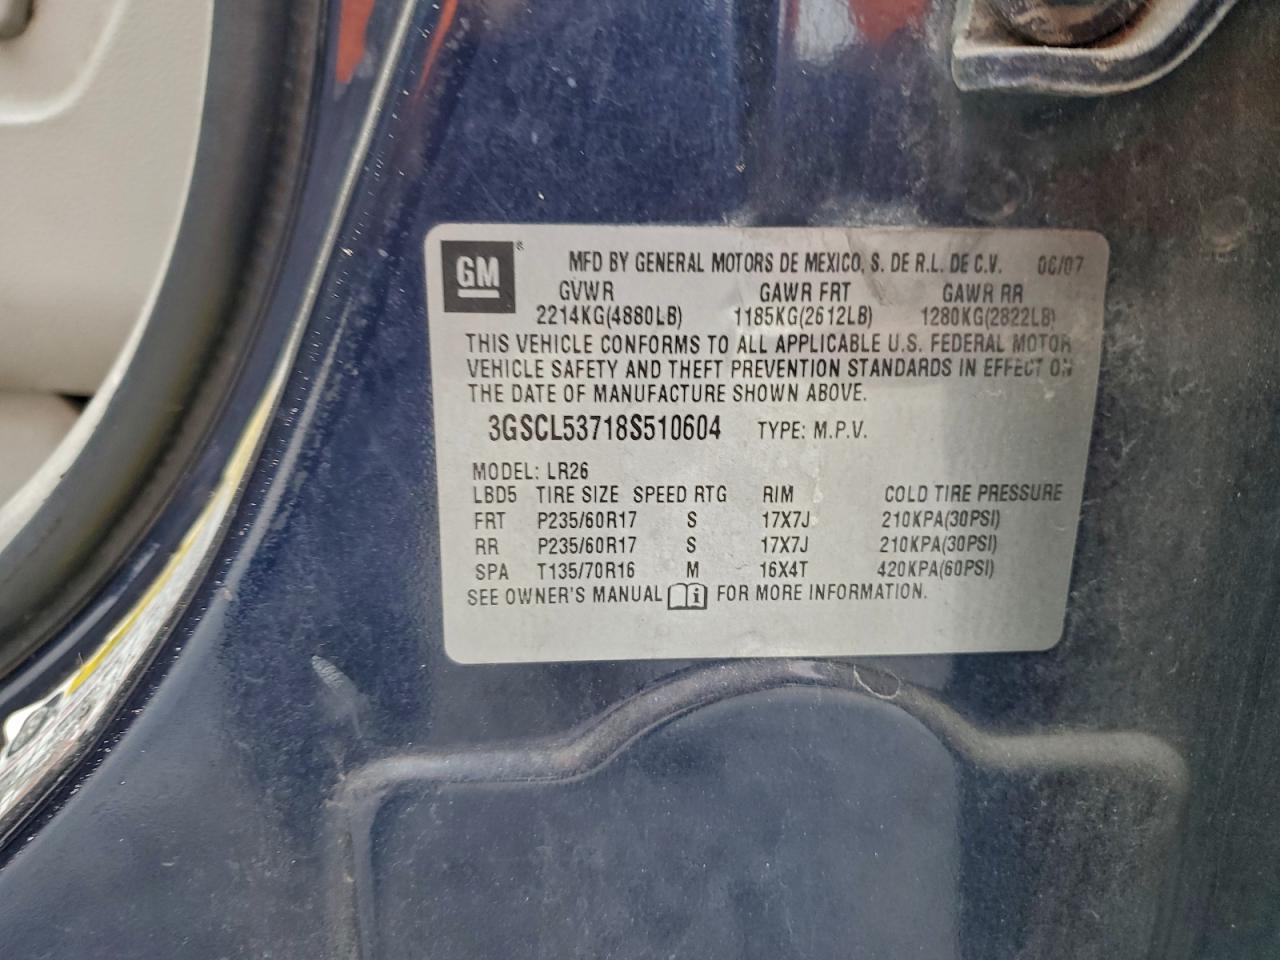 GM ® MFD BY GENERAL MOTORS DE MEXICO, S. DE R.L. DE C.V. 06/07
GVWR GAWR FRT GAWR RR
2214KG(4880LB) 1185KG(2612LB) 1280KG(2822LB)
THIS VEHICLE CONFORMS TO ALL APPLICABLE U.S. FEDERAL MOTOR
VEHICLE SAFETY AND THEFT PREVENTION STANDARDS IN EFFECT ON
THE DATE OF MANUFACTURE SHOWN ABOVE.
3GSCL53718S510604 TYPE: M.P.V.
MODEL: LR26
LBD5 TIRE SIZE SPEED RTG RIM COLD TIRE PRESSURE
FRT P235/60R17 S 17X7J 210KPA(30PSI)
RR P235/60R17 S 17X7J 210KPA(30PSI)
SPA T135/70R16 M 16X4T 420KPA(60PSI)
SEE OWNER'S MANUAL i FOR MORE INFORMATION.